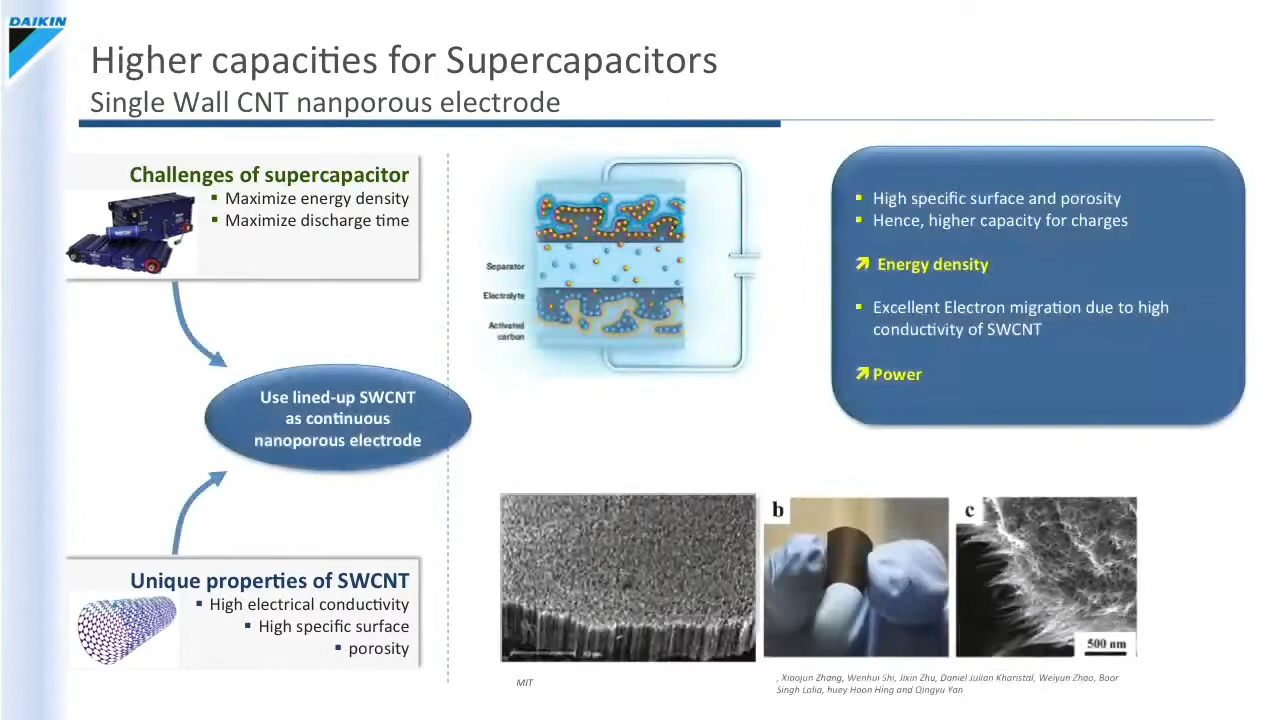 DAIKIN
Higher capacities for Supercapacitors
Single Wall CNT nanporous electrode
Challenges of supercapacitor
▪ Maximize energy density
▪ Maximize discharge time
Use lined-up SWCNT
as continuous
nanoporous electrode
Unique properties of SWCNT
▪ High electrical conductivity
▪ High specific surface
▪ porosity
Separator
Electrolyte
Activated
carbon
▪ High specific surface and porosity
▪ Hence, higher capacity for charges
↗ Energy density
▪ Excellent Electron migration due to high
conductivity of SWCNT
↗ Power
b
c
500 nm
MIT
, Xiaojun Zhang, Wenhui Shi, Jixin Zhu, Daniel Julian Kharistal, Weiyun Zhao, Boor
Singh Lalia, huey Hoon Hing and Qingyu Yan